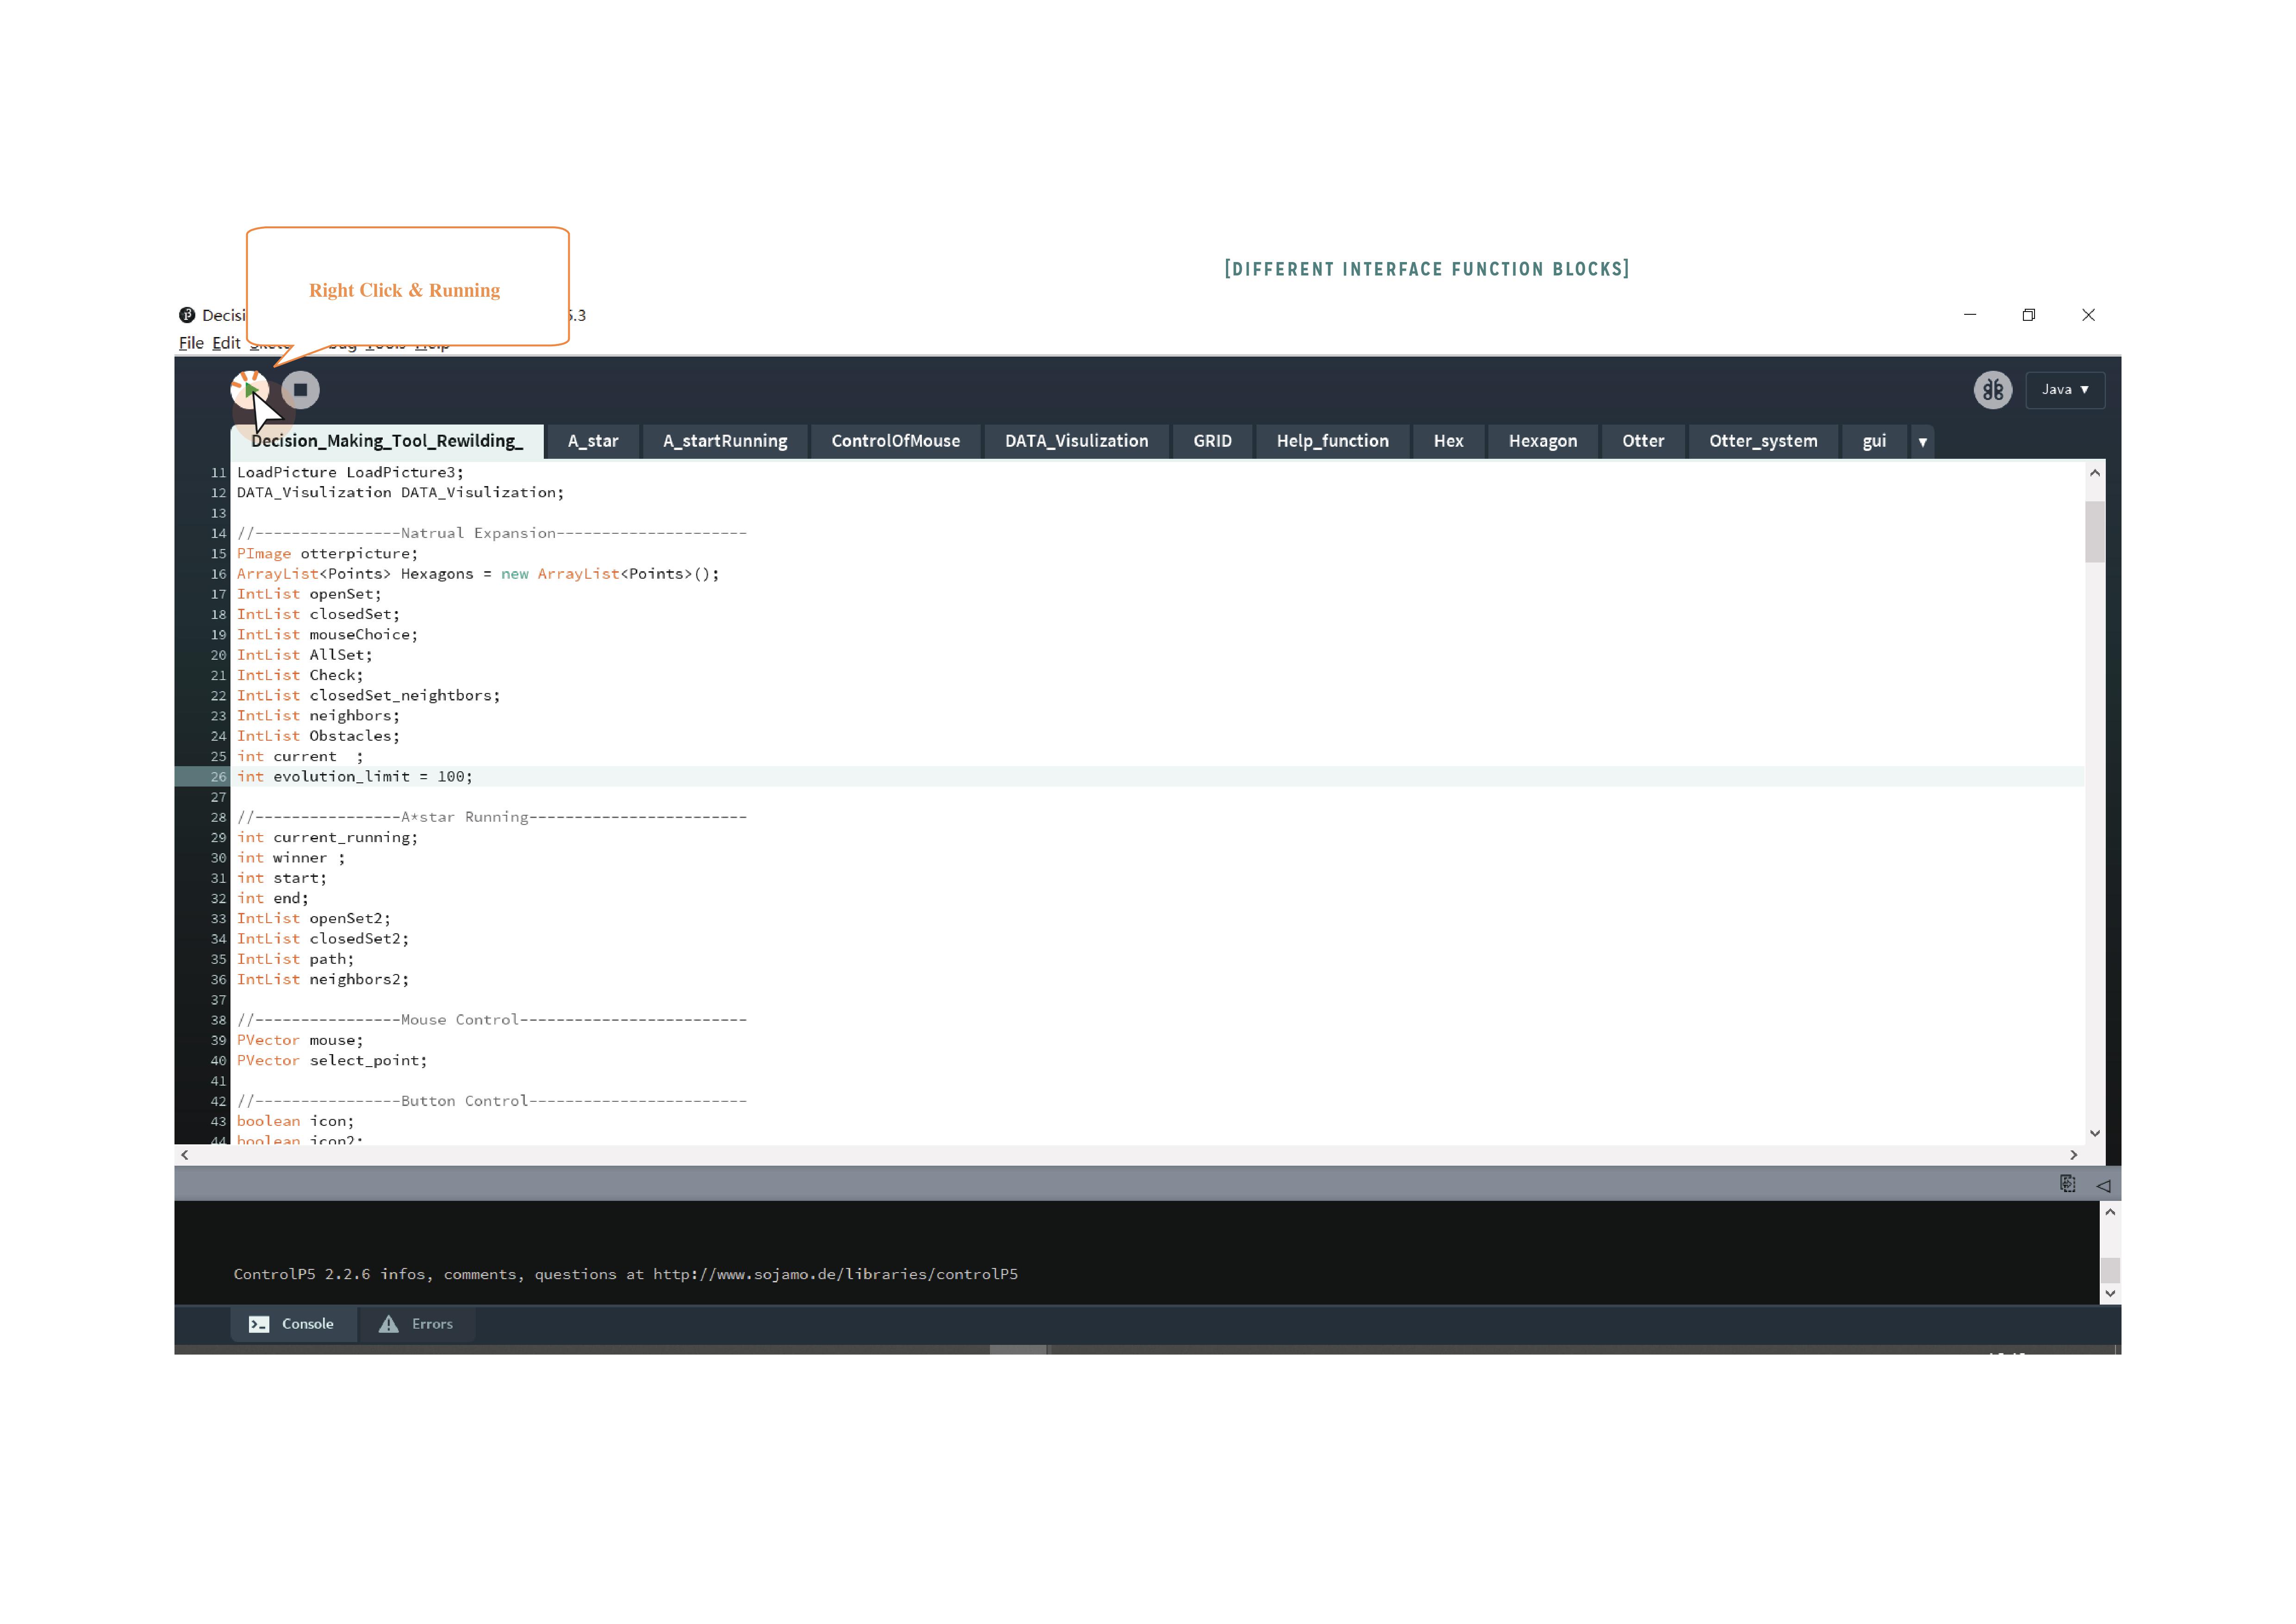 Right Click & Running
[DIFFERENT INTERFACE FUNCTION BLOCKS]
File Edit
Java
Decision_Making_Tool_Rewilding_ A_star A_startRunning ControlOfMouse DATA_Visulization GRID Help_function Hex Hexagon Otter Otter_system gui
11 LoadPicture LoadPicture3;
12 DATA_Visulization DATA_Visulization;
13
14 //----------------Natrual Expansion---------------------
15 PImage otterpicture;
16 ArrayList<Points> Hexagons = new ArrayList<Points>();
17 IntList openSet;
18 IntList closedSet;
19 IntList mouseChoice;
20 IntList AllSet;
21 IntList Check;
22 IntList closedSet_neightbors;
23 IntList neighbors;
24 IntList Obstacles;
25 int current  ;
26 int evolution_limit = 100;
27
28 //----------------A*star Running------------------------
29 int current_running;
30 int winner ;
31 int start;
32 int end;
33 IntList openSet2;
34 IntList closedSet2;
35 IntList path;
36 IntList neighbors2;
37
38 //----------------Mouse Control-------------------------
39 PVector mouse;
40 PVector select_point;
41
42 //----------------Button Control------------------------
43 boolean icon;
44 boolean icon2;
ControlP5 2.2.6 infos, comments, questions at http://www.sojamo.de/libraries/controlP5
Console Errors